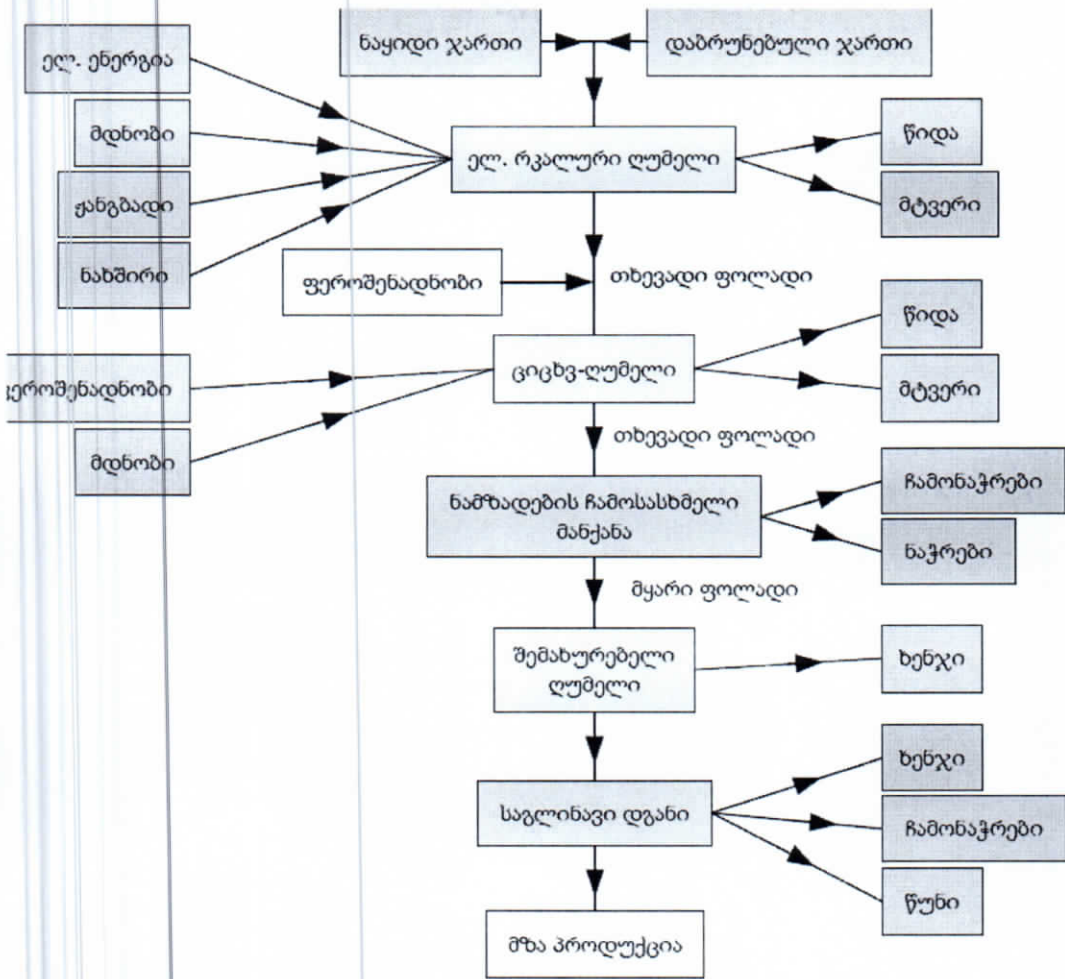 ნაყიდი ჯართი
დაბრუნებული ჯართი
ელ. ენერგია
მდნობი
ჟანგბადი
ნახშირი
ელ. რკალური ღუმელი
წიდა
მტვერი
ფეროშენადნობი
თხევადი ფოლადი
ციცხვ-ღუმელი
წიდა
მტვერი
ფეროშენადნობი
მდნობი
თხევადი ფოლადი
ნამზადების ჩამოსასხმელი
მანქანა
ჩამონაჭრები
ნაჭრები
მყარი ფოლადი
შემახურებელი
ღუმელი
ხენჯი
საგლინავი დგანი
ხენჯი
ჩამონაჭრები
წუნი
მზა პროდუქცია